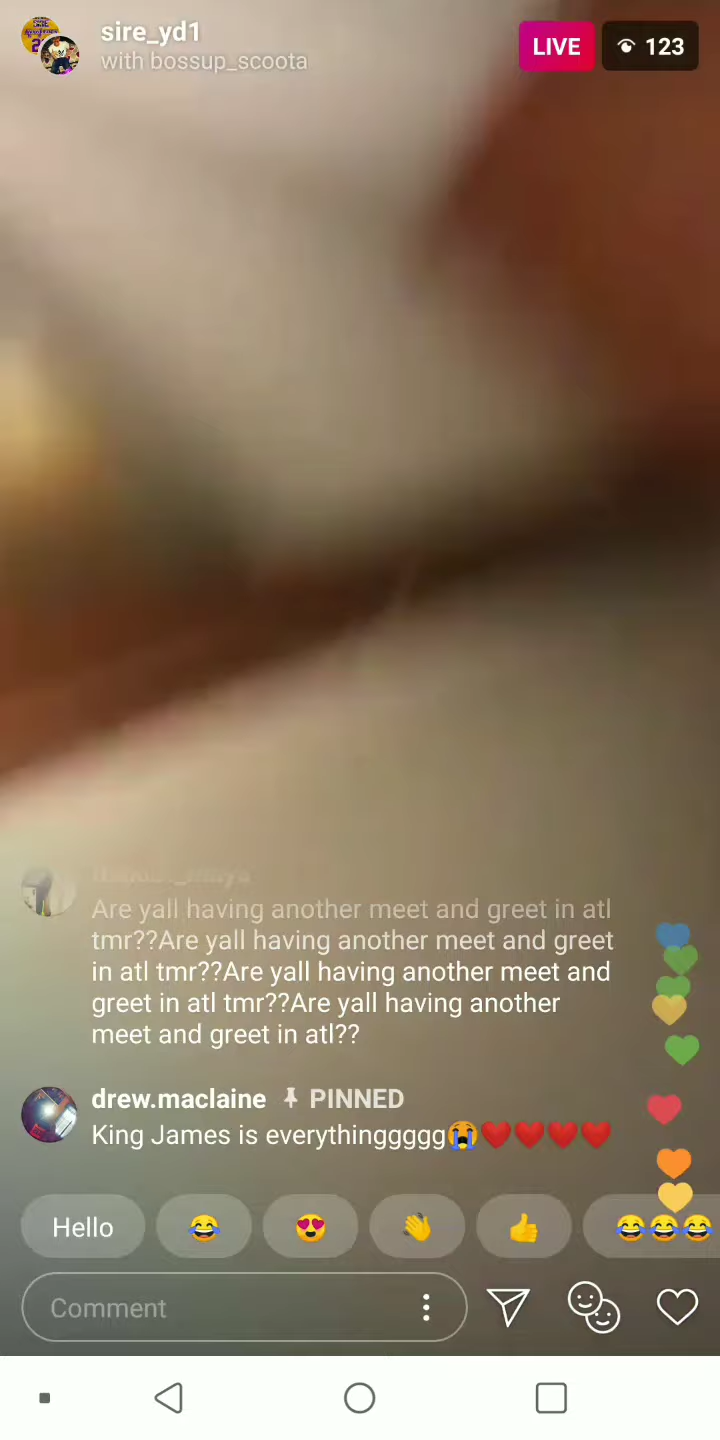 sire_yd1
with bossup_scoota
LIVE
123
Are yall having another meet and greet in atl
tmr??Are yall having another meet and greet
in atl tmr??Are yall having another meet and
greet in atl tmr??Are yall having another
meet and greet in atl??
drew.maclaine PINNED
King James is everythinggggg😭❤️❤️❤️❤️
Hello 😂 😍 👋 👍 😂😂😂
Comment